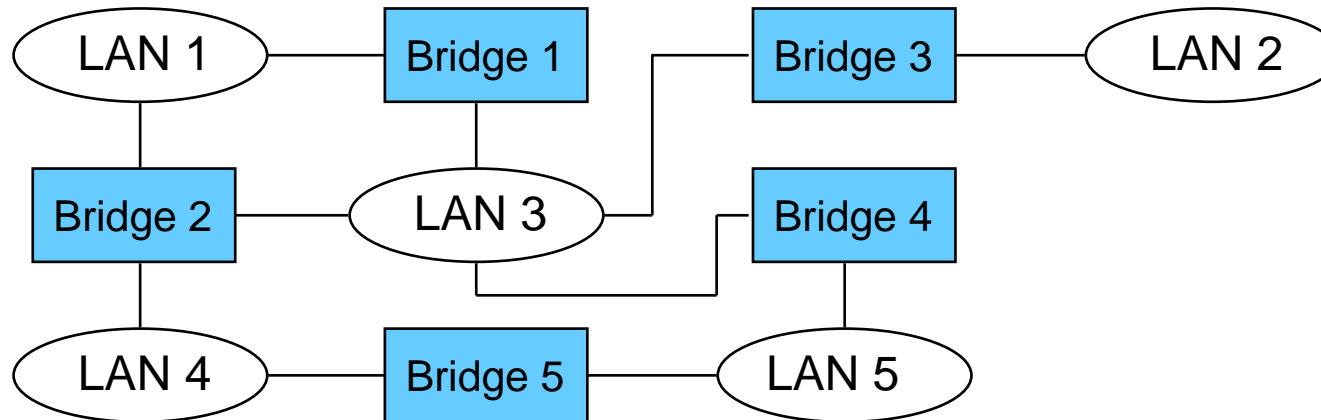 LAN 1
Bridge 1
Bridge 3
LAN 2
Bridge 2
LAN 3
Bridge 4
LAN 4
Bridge 5
LAN 5